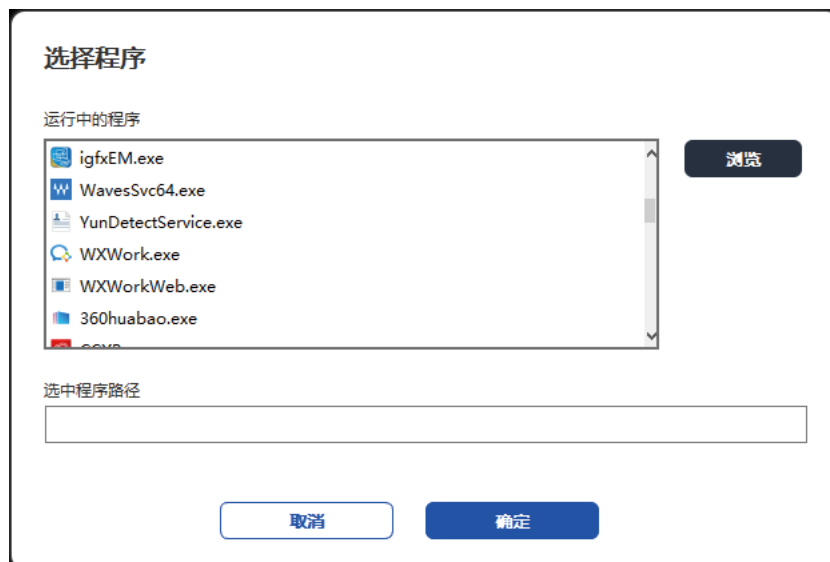 选择程序
运行中的程序
igfxEM.exe
浏览
WavesSvc64.exe
YunDetectService.exe
WXWork.exe
WXWorkWeb.exe
360huabao.exe
选中程序路径
取消
确定